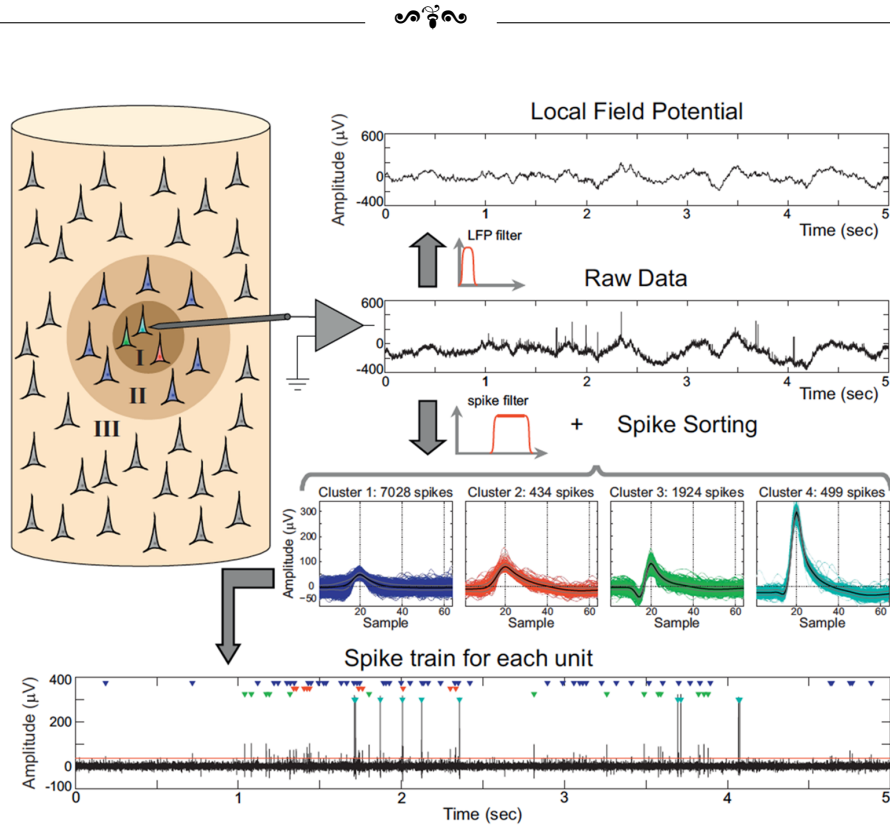 Local Field Potential
Amplitude (µV)
600
0
-400
0 1 2 3 4 5
Time (sec)
LFP filter
Raw Data
600
0
-400
0 1 2 3 4 5
Time (sec)
I
II
III
spike filter
+ Spike Sorting
Cluster 1: 7028 spikes Cluster 2: 434 spikes Cluster 3: 1924 spikes Cluster 4: 499 spikes
Amplitude (µV)
300
200
100
0
−50
20 40 60 20 40 60 20 40 60 20 40 60
Sample Sample Sample Sample
Spike train for each unit
Amplitude (µV)
400
200
0
-100
0 1 2 3 4 5
Time (sec)